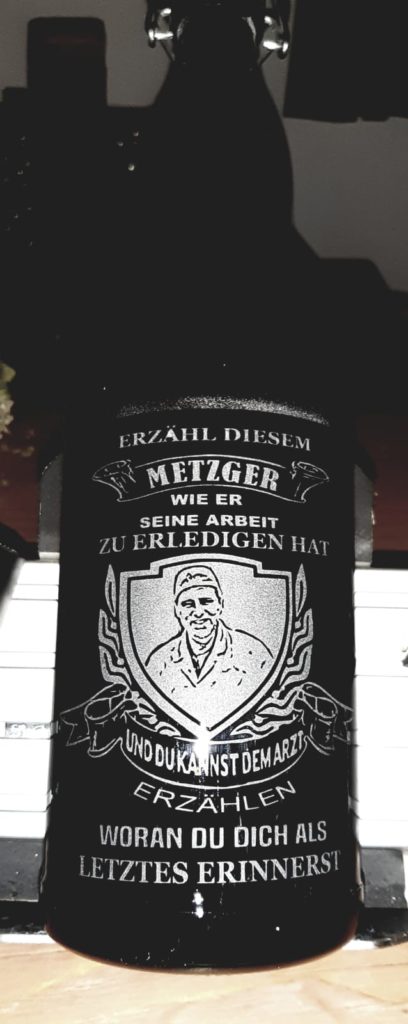 ERZÄHL DIESEM
METZGER
WIE ER
SEINE ARBEIT
ZU ERLEDIGEN HAT
UND DU KANNST DEM ARZT
ERZÄHLEN
WORAN DU DICH ALS
LETZTES ERINNERST